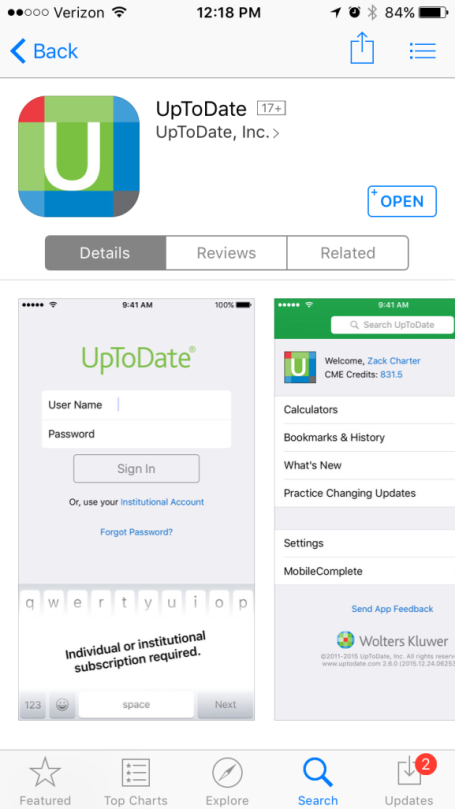 Verizon 12:18 PM 84%
Back
UpToDate 17+
UpToDate, Inc. >
U
+ OPEN
Details Reviews Related
9:41 AM 100%
UpToDate®
User Name
Password
Sign In
Or, use your Institutional Account
Forgot Password?
q w e r t y u i o p
Individual or institutional
subscription required.
123 space Next
9:41 AM
Search UpToDate
U
Welcome, Zack Charter
CME Credits: 831.5
Calculators
Bookmarks & History
What's New
Practice Changing Updates
Settings
MobileComplete
Send App Feedback
Wolters Kluwer
©2011-2015 UpToDate, Inc. All rights reserve
www.uptodate.com 2.6.0 (2015.12.24.0625
2
Featured Top Charts Explore Search Updates